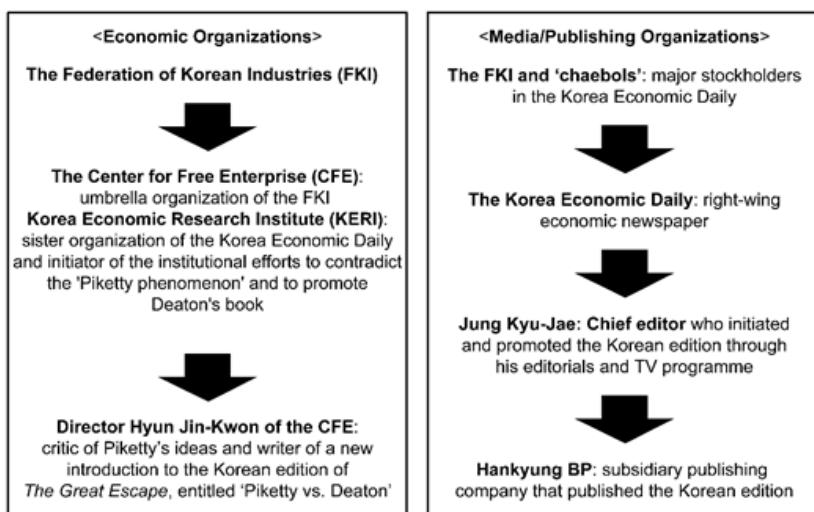 <Economic Organizations>
The Federation of Korean Industries (FKI)
The Center for Free Enterprise (CFE):
umbrella organization of the FKI
Korea Economic Research Institute (KERI):
sister organization of the Korea Economic Daily
and initiator of the institutional efforts to contradict
the 'Piketty phenomenon' and to promote
Deaton's book
Director Hyun Jin-Kwon of the CFE:
critic of Piketty's ideas and writer of a new
introduction to the Korean edition of
The Great Escape, entitled ‘Piketty vs. Deaton’
<Media/Publishing Organizations>
The FKI and ‘chaebols’: major stockholders
in the Korea Economic Daily
The Korea Economic Daily: right-wing
economic newspaper
Jung Kyu-Jae: Chief editor who initiated
and promoted the Korean edition through
his editorials and TV programme
Hankyung BP: subsidiary publishing
company that published the Korean edition